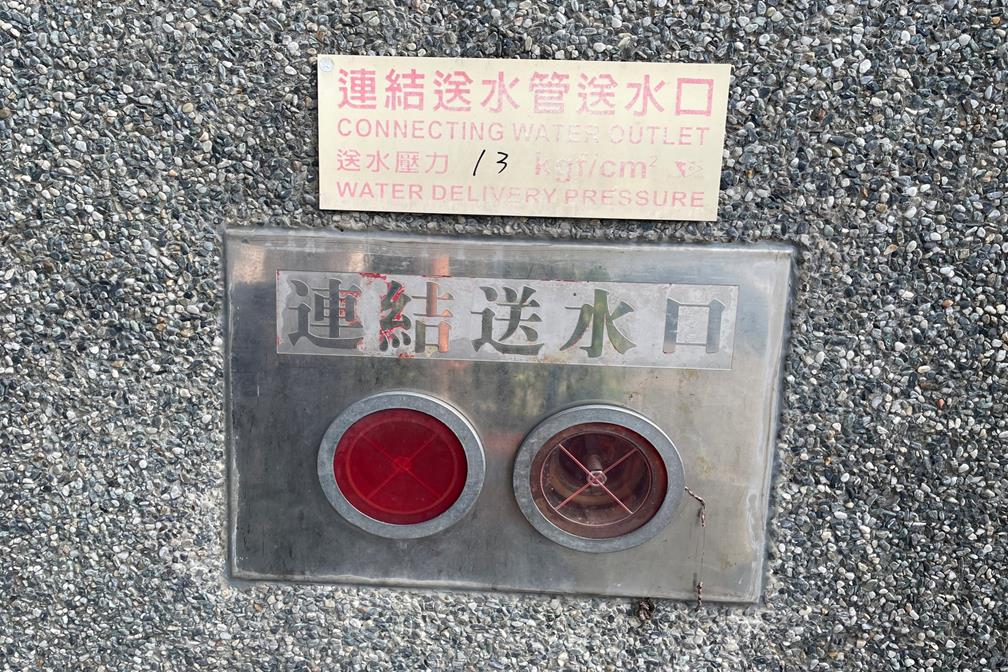 連結送水管送水口
CONNECTING WATER OUTLET
送水壓力 13 kgf/cm²
WATER DELIVERY PRESSURE
連結送水口